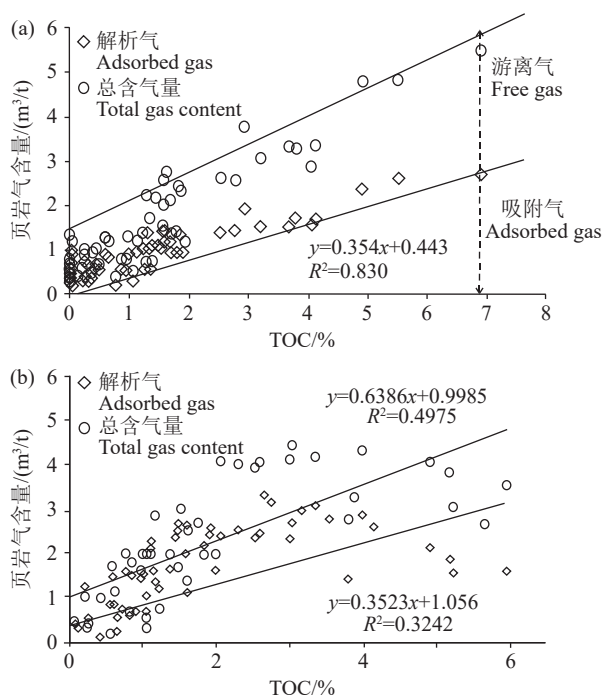 (a)
解析气
Adsorbed gas
总含气量
Total gas content
游离气
Free gas
吸附气
Adsorbed gas
y=0.354x+0.443
R²=0.830
页岩气含量/(m³/t)
6
5
4
3
2
1
0
0 1 2 3 4 5 6 7 8
TOC/%
(b)
解析气
Adsorbed gas
总含气量
Total gas content
y=0.6386x+0.9985
R²=0.4975
y=0.3523x+1.056
R²=0.3242
页岩气含量/(m³/t)
6
5
4
3
2
1
0
0 2 4 6
TOC/%